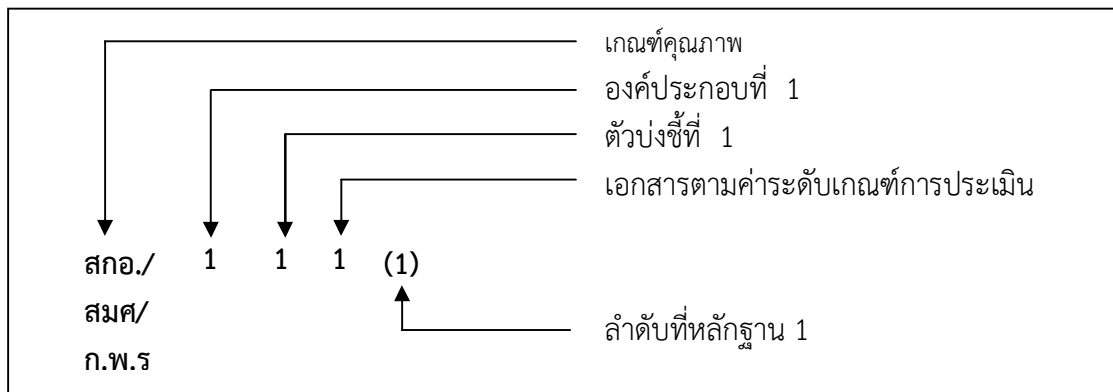 เกณฑ์คุณภาพ
องค์ประกอบที่ 1
ตัวบ่งชี้ที่ 1
เอกสารตามค่าระดับเกณฑ์การประเมิน
สกอ./ 1 1 1 (1)
สมศ/
ก.พ.ร
ลำดับที่หลักฐาน 1